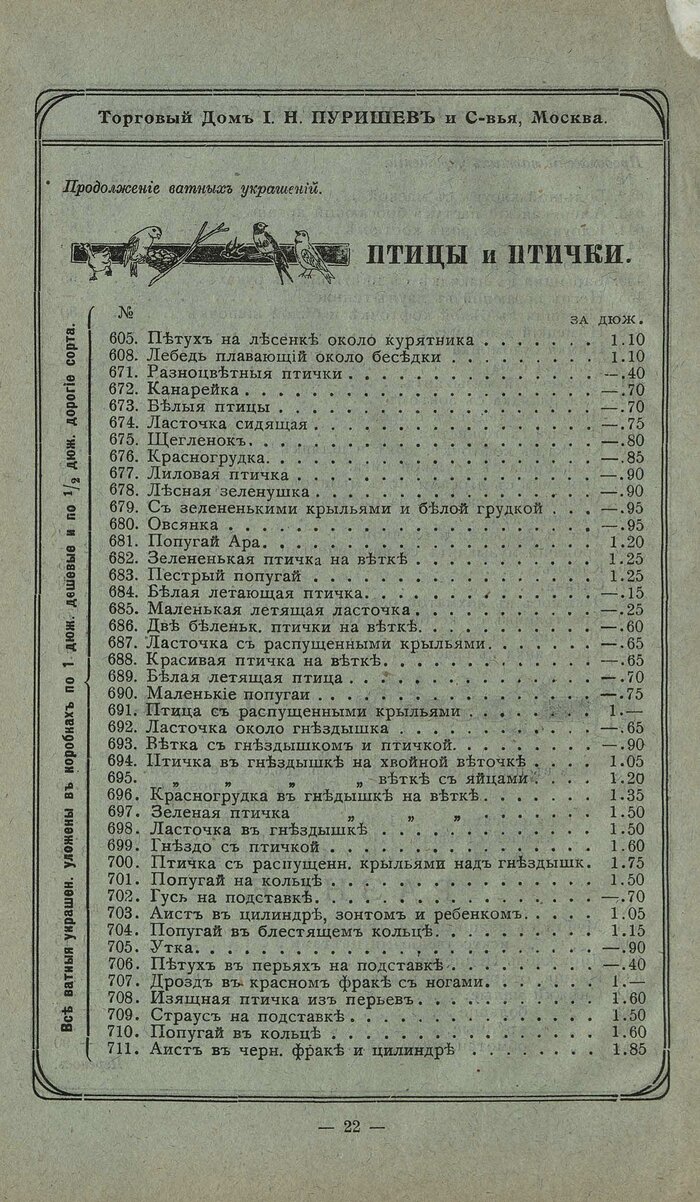 Торговый Домъ І. Н. ПУРИШЕВЪ и С-вья, Москва.
Продолженіе ватныхъ украшеній.
ПТИЦЫ и ПТИЧКИ.
Всѣ ватныя украшен. уложены въ коробкахъ по 1 дюж. дешевые и по 1/2 дюж. дорогіе сорта.
№ ЗА ДЮЖ.
605. Пѣтухъ на лѣсенкѣ около курятника . . . . . . . 1.10
608. Лебедь плавающій около бесѣдки . . . . . . . . . 1.10
671. Разноцвѣтныя птички . . . . . . . . . . . . . . . —.40
672. Канарейка . . . . . . . . . . . . . . . . . . . . —.70
673. Бѣлыя птицы . . . . . . . . . . . . . . . . . . . —.70
674. Ласточка сидящая . . . . . . . . . . . . . . . . . —.75
675. Щегленокъ. . . . . . . . . . . . . . . . . . . . . —.80
676. Красногрудка. . . . . . . . . . . . . . . . . . . —.85
677. Лиловая птичка . . . . . . . . . . . . . . . . . . —.90
678. Лѣсная зеленушка . . . . . . . . . . . . . . . . . —.90
679. Съ зелененькими крыльями и бѣлой грудкой . . . —.95
680. Овсянка . . . . . . . . . . . . . . . . . . . . . —.95
681. Попугай Ара. . . . . . . . . . . . . . . . . . . . 1.20
682. Зелененькая птичка на вѣткѣ . . . . . . . . . . . 1.25
683. Пестрый попугай . . . . . . . . . . . . . . . . . 1.25
684. Бѣлая летающая птичка. . . . . . . . . . . . . . . —.15
685. Маленькая летящая ласточка . . . . . . . . . . . . —.25
686. Двѣ бѣленьк. птички на вѣткѣ. . . . . . . . . . . —.60
687. Ласточка съ распущенными крыльями. . . . . . . . —.65
688. Красивая птичка на вѣткѣ. . . . . . . . . . . . . —.65
689. Бѣлая летящая птица . . . . . . . . . . . . . . . —.70
690. Маленькіе попугаи . . . . . . . . . . . . . . . . —.75
691. Птица съ распущенными крыльями . . . . . . . . . 1.—
692. Ласточка около гнѣздышка . . . . . . . . . . . . . —.65
693. Вѣтка съ гнѣздышкомъ и птичкой. . . . . . . . . . —.90
694. Птичка въ гнѣздышкѣ на хвойной вѣточкѣ . . . . . 1.05
695. „ „ „ „ вѣткѣ съ яйцами . . . . 1.20
696. Красногрудка въ гнѣдышкѣ на вѣткѣ . . . . . . . . 1.35
697. Зеленая птичка „ „ „ . . . . . . . . 1.50
698. Ласточка въ гнѣздышкѣ . . . . . . . . . . . . . . 1.50
699. Гнѣздо съ птичкой . . . . . . . . . . . . . . . . 1.60
700. Птичка съ распущенн. крыльями надъ гнѣздышк. 1.75
701. Попугай на кольцѣ . . . . . . . . . . . . . . . . 1.50
702. Гусь на подставкѣ. . . . . . . . . . . . . . . . . —.70
703. Аистъ въ цилиндрѣ, зонтомъ и ребенкомъ. . . . . . 1.05
704. Попугай въ блестящемъ кольцѣ. . . . . . . . . . . 1.15
705. Утка. . . . . . . . . . . . . . . . . . . . . . . —.90
706. Пѣтухъ въ перьяхъ на подставкѣ . . . . . . . . . . —.40
707. Дроздъ въ красномъ фракѣ съ ногами. . . . . . . . 1.—
708. Изящная птичка изъ перьевъ . . . . . . . . . . . . 1.60
709. Страусъ на подставкѣ . . . . . . . . . . . . . . . 1.50
710. Попугай въ кольцѣ . . . . . . . . . . . . . . . . 1.60
711. Аистъ въ черн. фракѣ и цилиндрѣ . . . . . . . . . 1.85
— 22 —